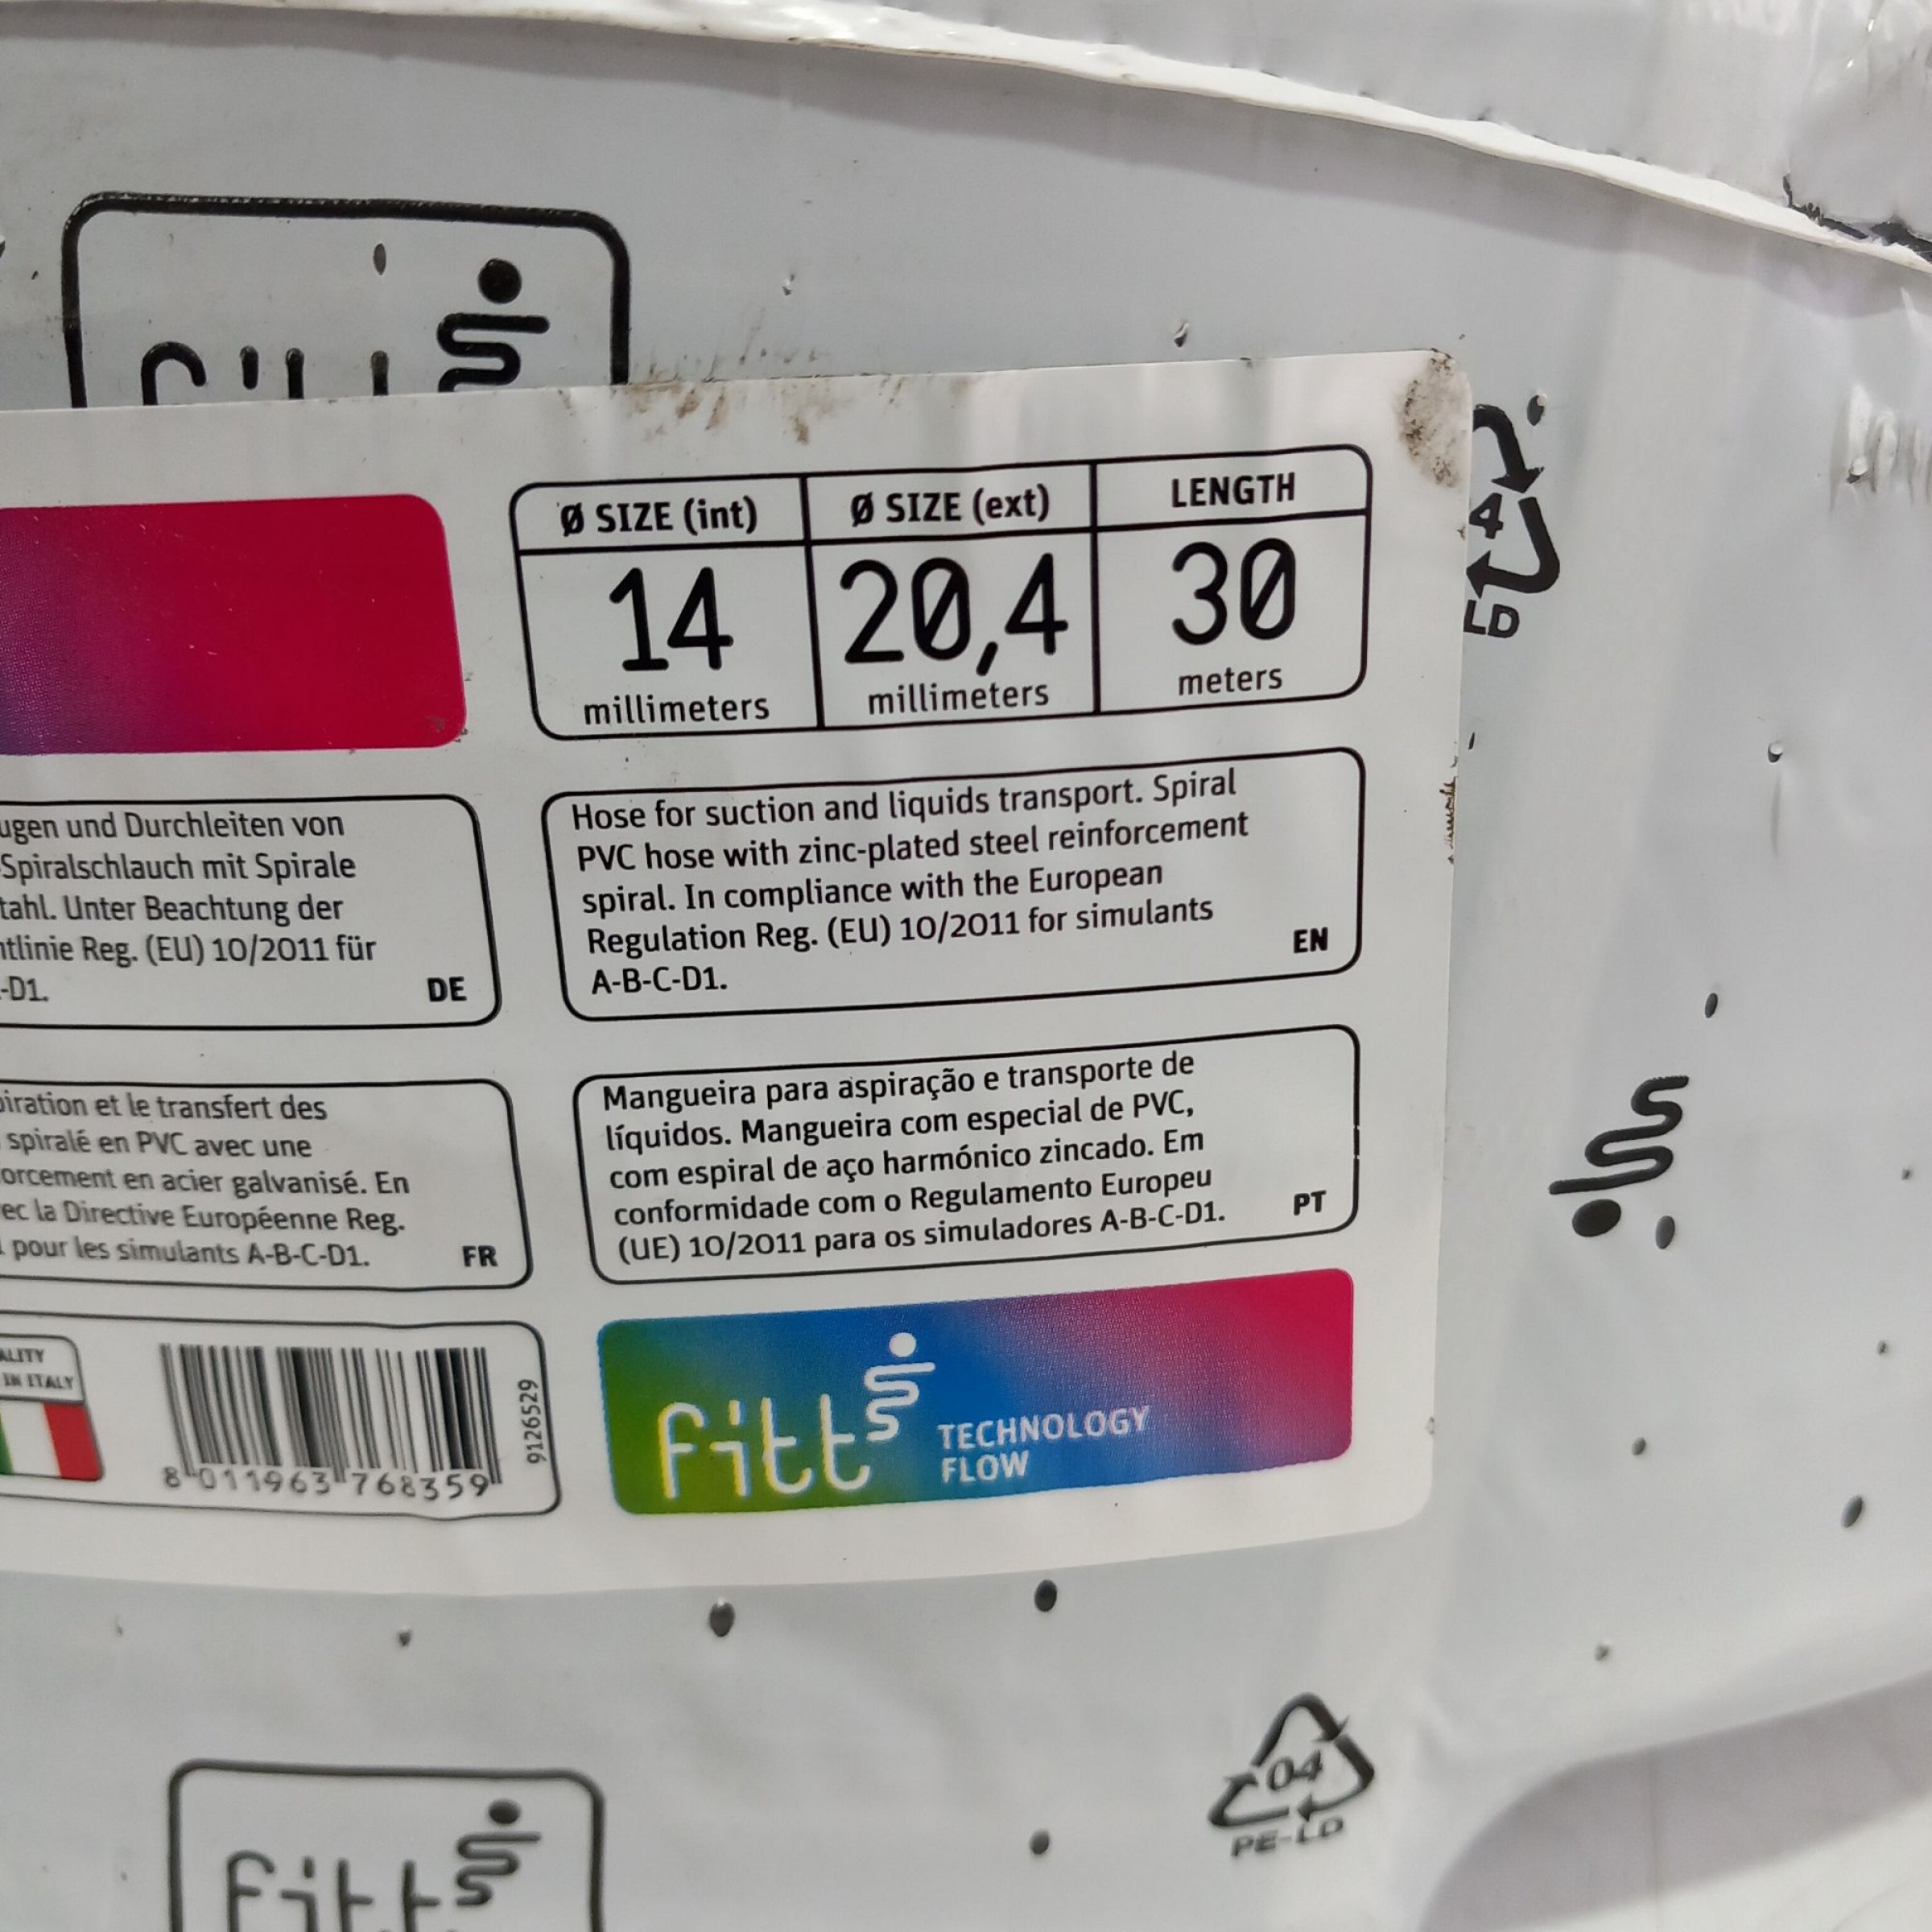 Ø SIZE (int)
14
millimeters
Ø SIZE (ext)
20,4
millimeters
LENGTH
30
meters
4
LD
ugen und Durchleiten von
Spiralschlauch mit Spirale
tahl. Unter Beachtung der
tlinie Reg. (EU) 10/2011 für
-D1.
DE
Hose for suction and liquids transport. Spiral
PVC hose with zinc-plated steel reinforcement
spiral. In compliance with the European
Regulation Reg. (EU) 10/2011 for simulants
A-B-C-D1.
EN
piration et le transfert des
spiralé en PVC avec une
orcement en acier galvanisé. En
ec la Directive Européenne Reg.
pour les simulants A-B-C-D1.
FR
Mangueira para aspiração e transporte de
líquidos. Mangueira com especial de PVC,
com espiral de aço harmónico zincado. Em
conformidade com o Regulamento Europeu
(UE) 10/2011 para os simuladores A-B-C-D1.
PT
ALITY
IN ITALY
8 011963 768359
9126529
fitt
TECHNOLOGY
FLOW
04
PE-LD
fitt